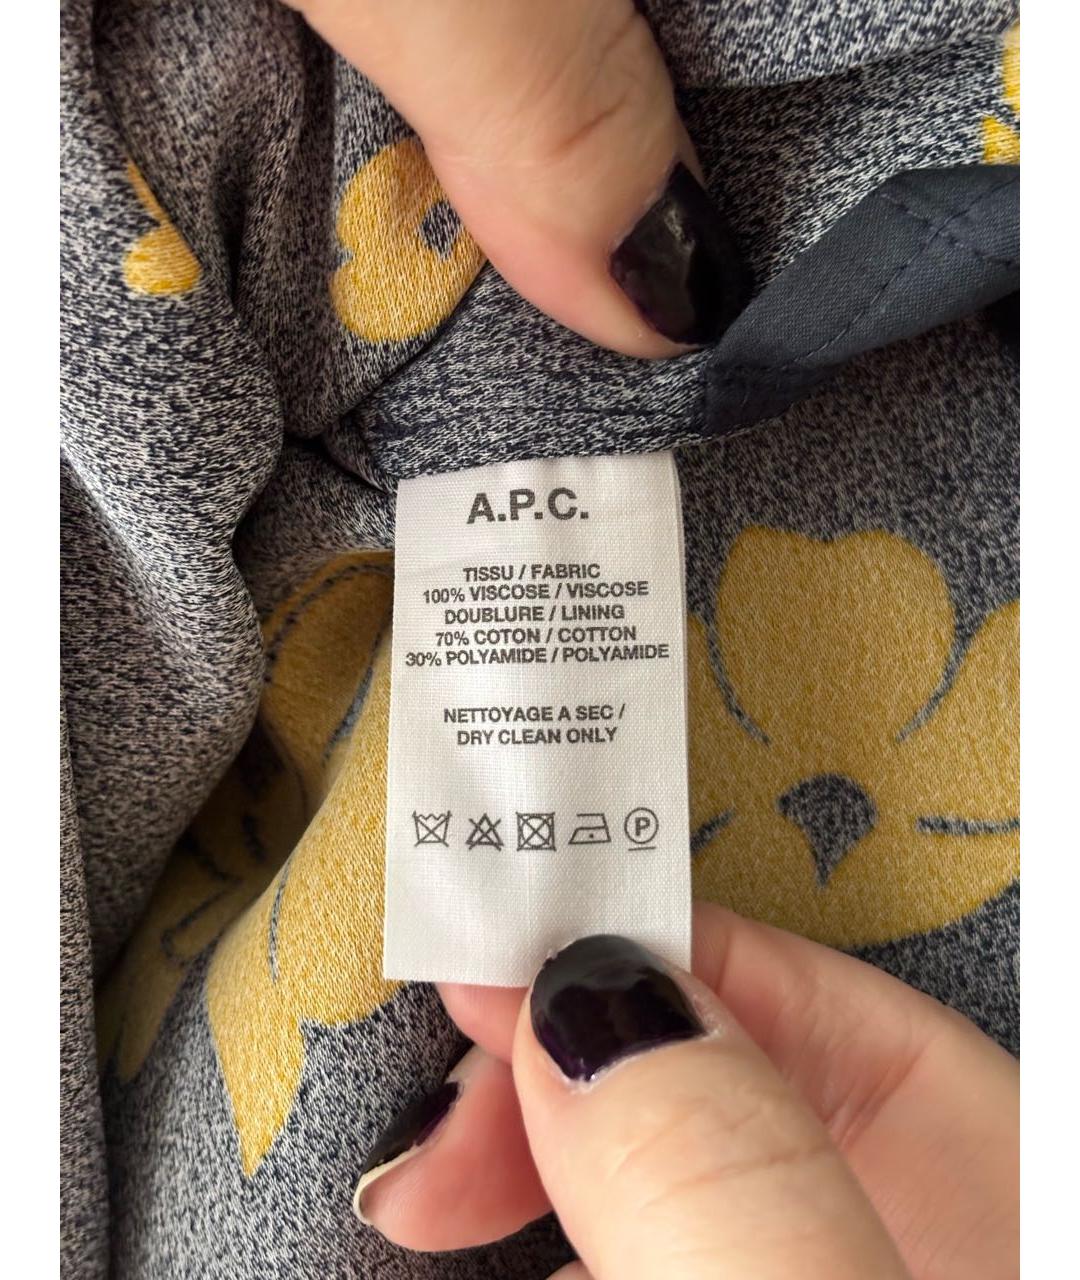 A.P.C.
TISSU / FABRIC
100% VISCOSE / VISCOSE
DOUBLURE / LINING
70% COTON / COTTON
30% POLYAMIDE / POLYAMIDE
NETTOYAGE A SEC /
DRY CLEAN ONLY
P